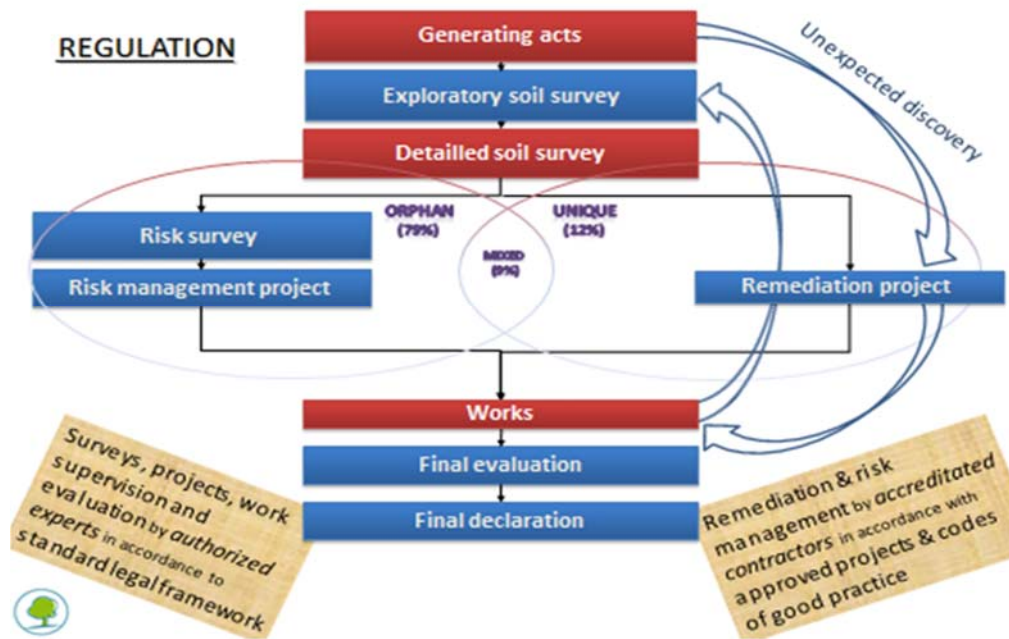 REGULATION
Generating acts
Unexpected discovery
Exploratory soil survey
Detailled soil survey
ORPHAN
(79%)
UNIQUE
(12%)
MIXED
(9%)
Risk survey
Risk management project
Remediation project
Works
Final evaluation
Final declaration
Surveys, projects, work
supervision and
evaluation by authorized
experts in accordance to
standard legal framework
Remediation & risk
management by accreditated
contractors in accordance with
approved projects & codes
of good practice